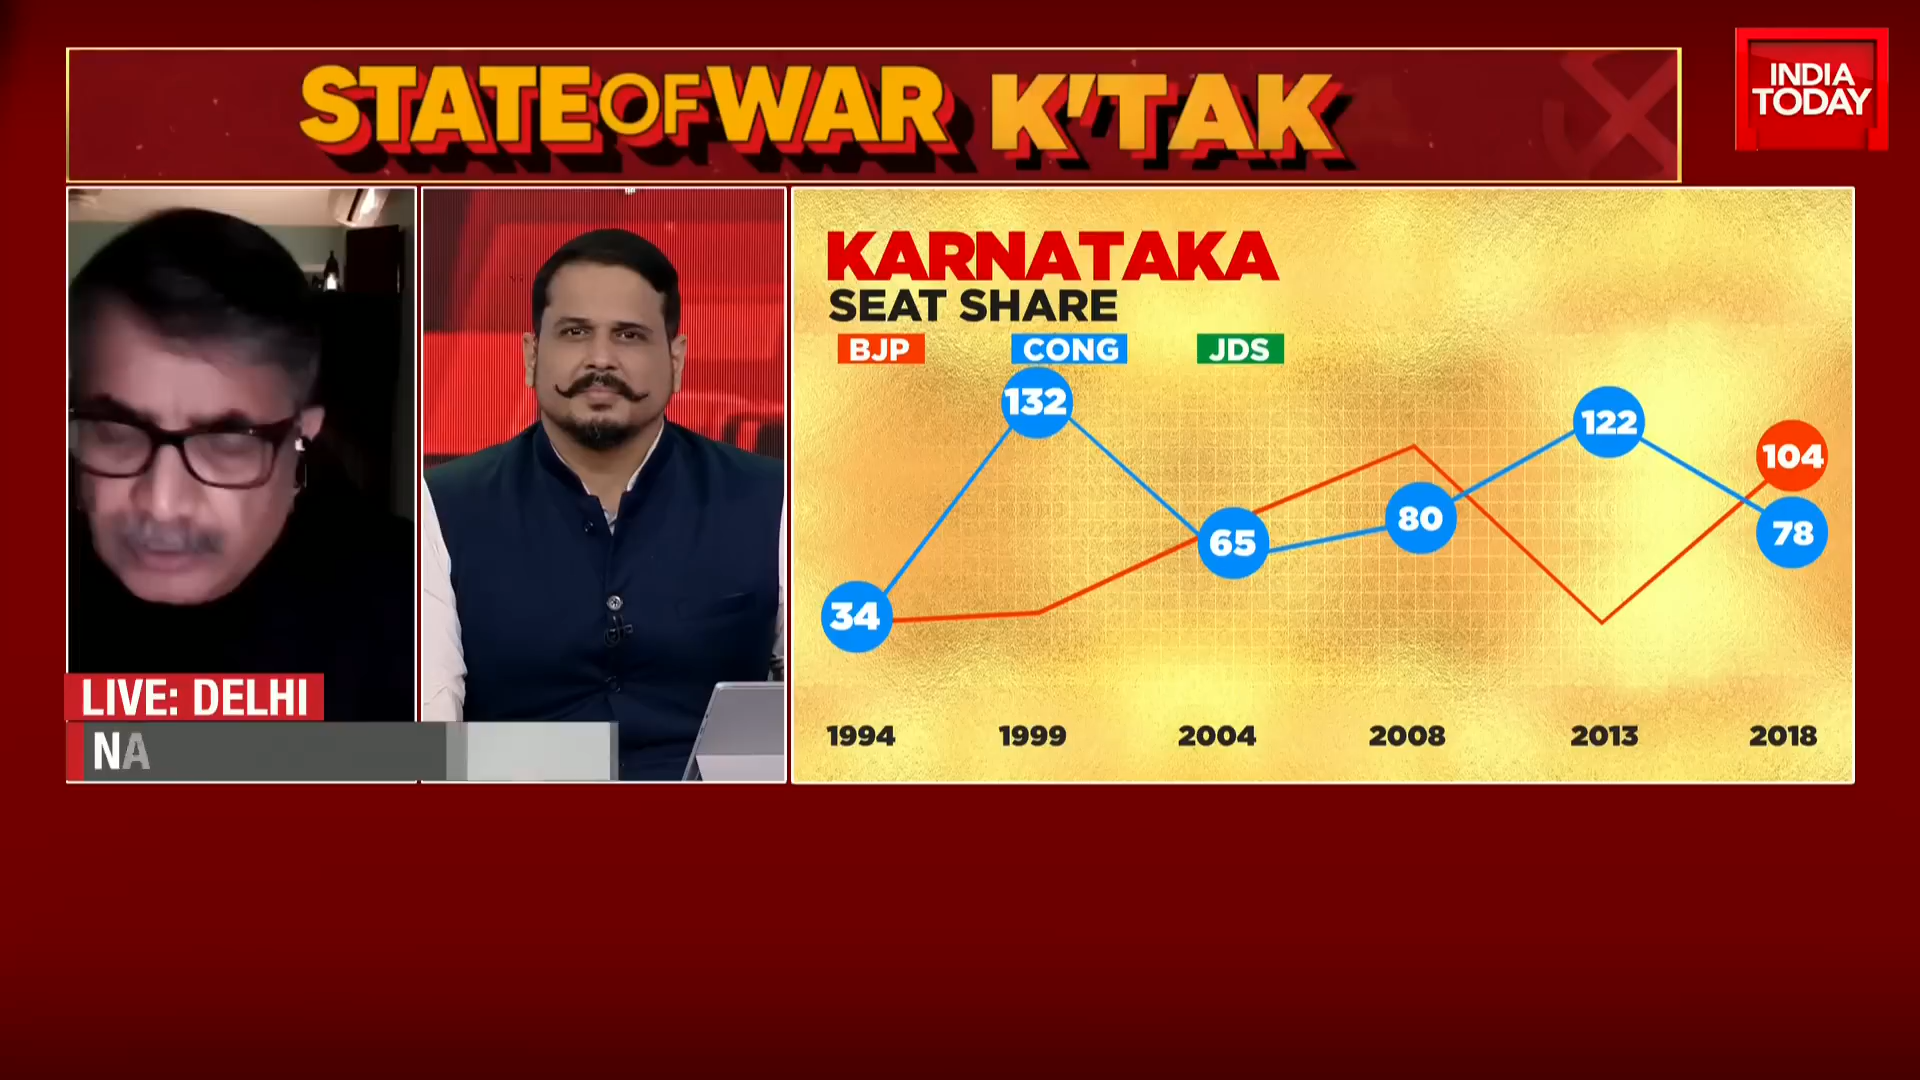 STATE OF WAR K'TAK
INDIA
TODAY
KARNATAKA
SEAT SHARE
BJP CONG JDS
132
122
104
65
80
78
34
1994 1999 2004 2008 2013 2018
LIVE: DELHI
NA